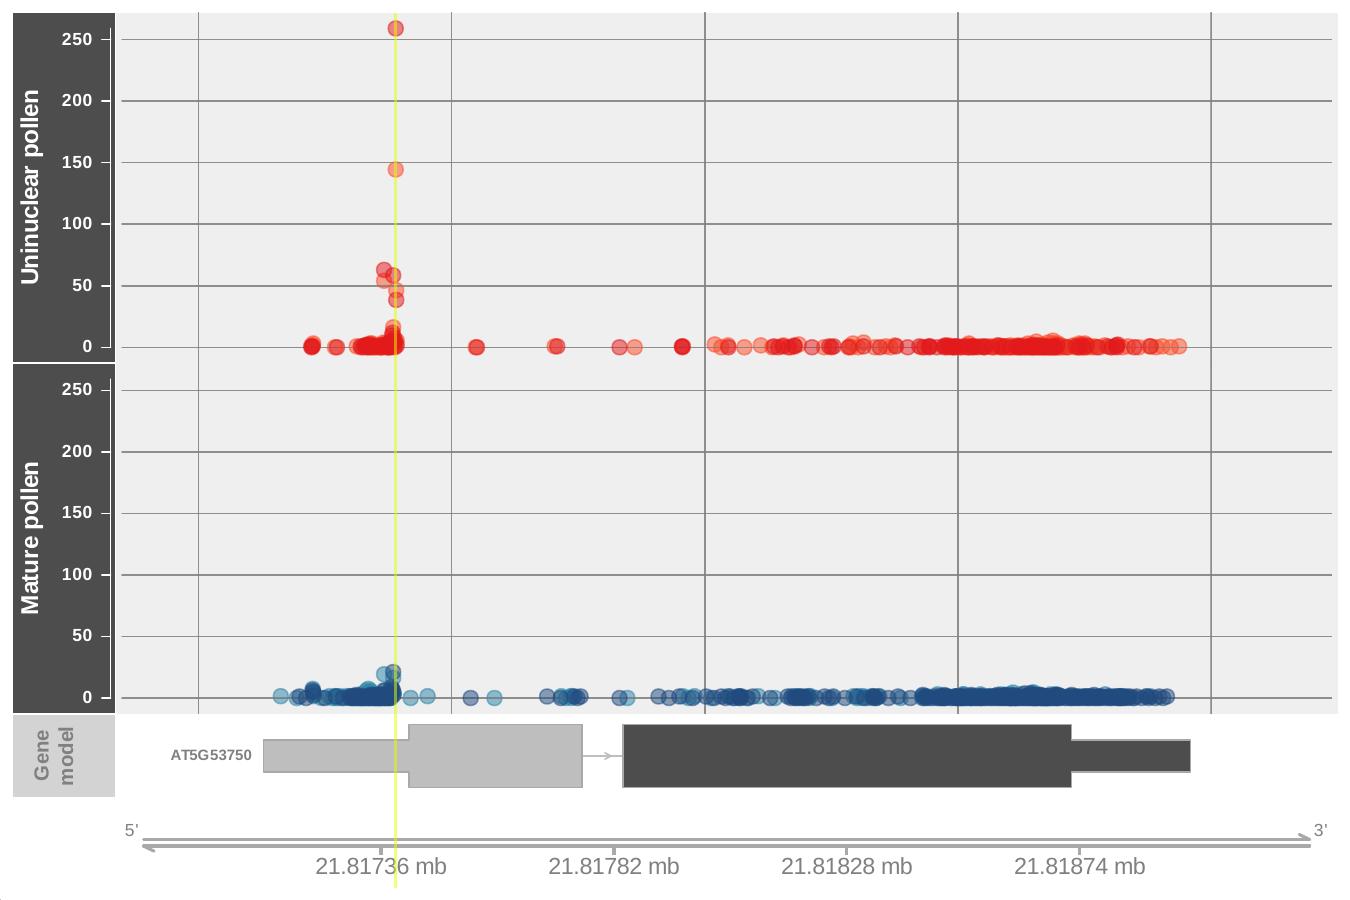 Uninuclear pollen
250
200
150
100
50
0
Mature pollen
250
200
150
100
50
0
Gene
model
AT5G53750
5'
3'
21.81736 mb
21.81782 mb
21.81828 mb
21.81874 mb